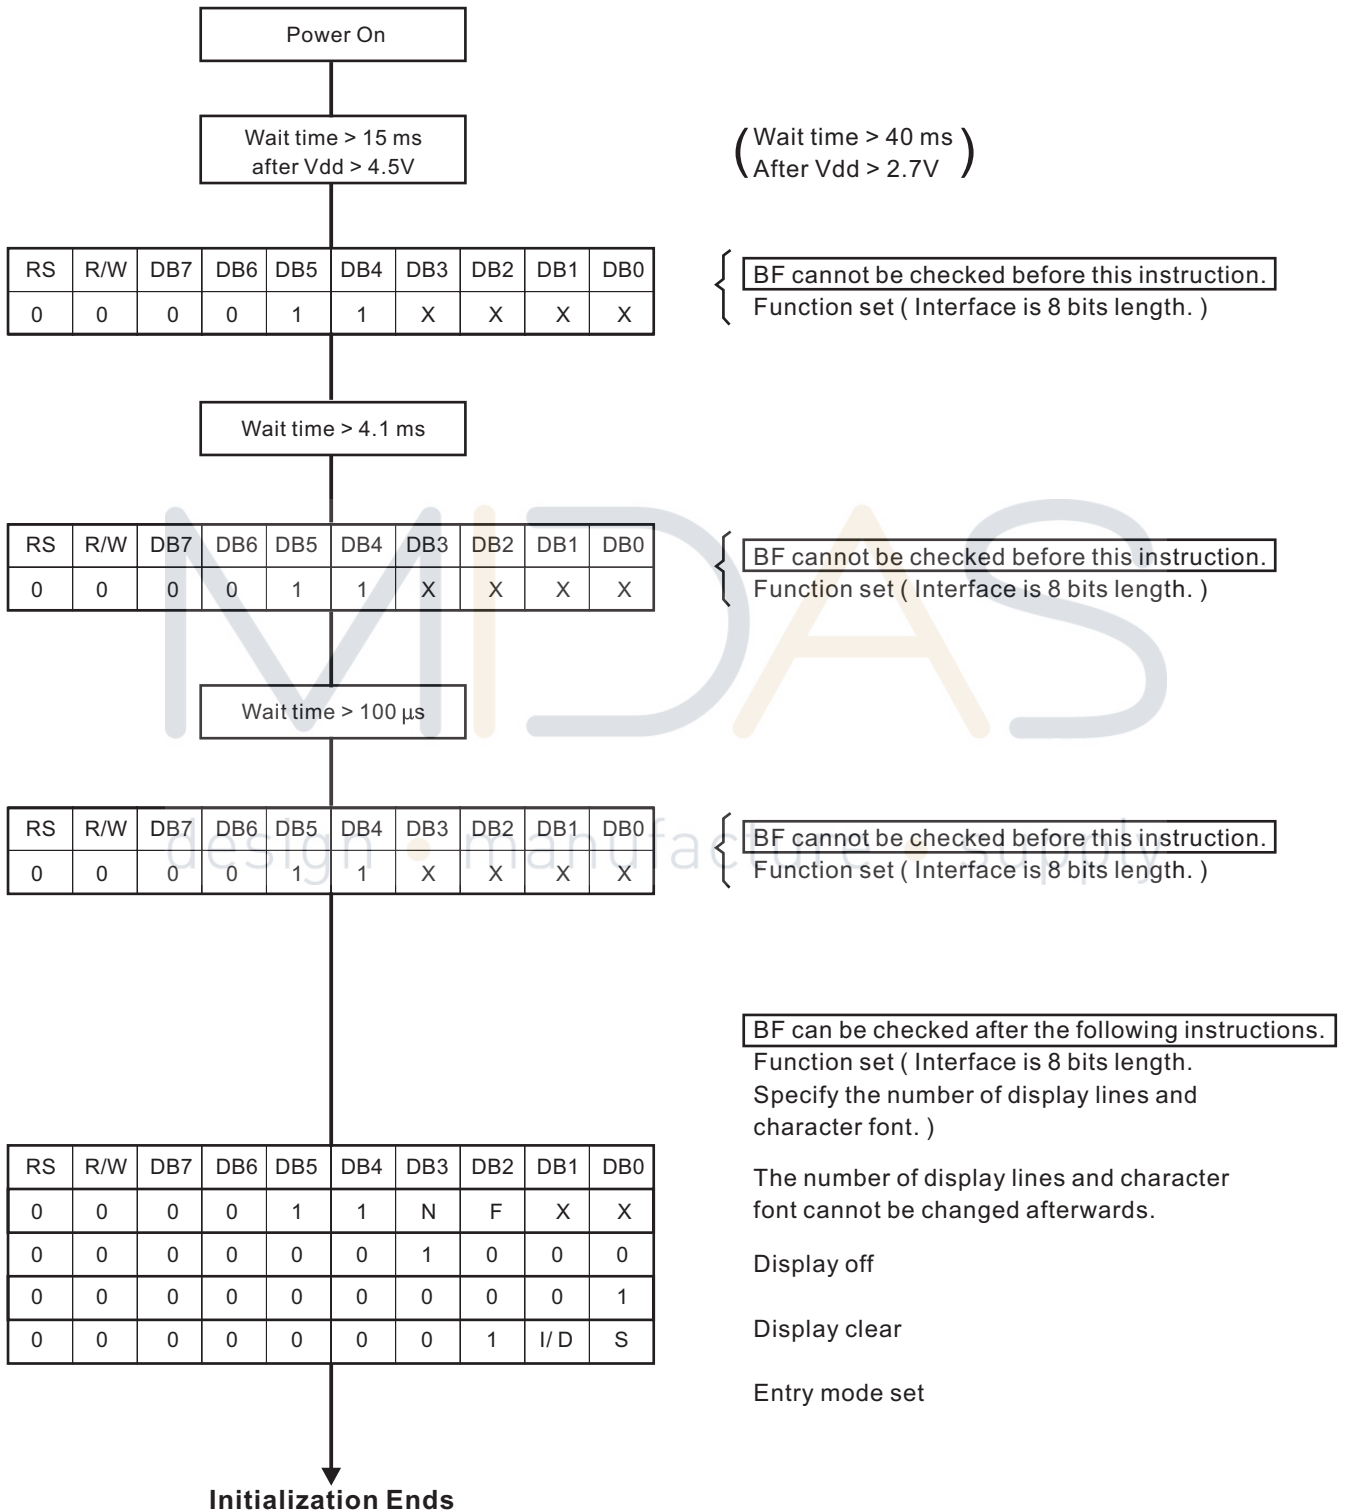 Power On
Wait time > 15 ms
after Vdd > 4.5V
(Wait time > 40 ms
After Vdd > 2.7V)
RS R/W DB7 DB6 DB5 DB4 DB3 DB2 DB1 DB0
0 0 0 0 1 1 X X X X
BF cannot be checked before this instruction.
Function set ( Interface is 8 bits length. )
Wait time > 4.1 ms
MIDAS
RS R/W DB7 DB6 DB5 DB4 DB3 DB2 DB1 DB0
0 0 0 0 1 1 X X X X
BF cannot be checked before this instruction.
Function set ( Interface is 8 bits length. )
Wait time > 100 µs
design • manufacture • supply
RS R/W DB7 DB6 DB5 DB4 DB3 DB2 DB1 DB0
0 0 0 0 1 1 X X X X
BF cannot be checked before this instruction.
Function set ( Interface is 8 bits length. )
BF can be checked after the following instructions.
Function set ( Interface is 8 bits length.
Specify the number of display lines and
character font. )
The number of display lines and character
font cannot be changed afterwards.
Display off
Display clear
Entry mode set
RS R/W DB7 DB6 DB5 DB4 DB3 DB2 DB1 DB0
0 0 0 0 1 1 N F X X
0 0 0 0 0 0 1 0 0 0
0 0 0 0 0 0 0 0 0 1
0 0 0 0 0 0 0 1 I/ D S
Initialization Ends